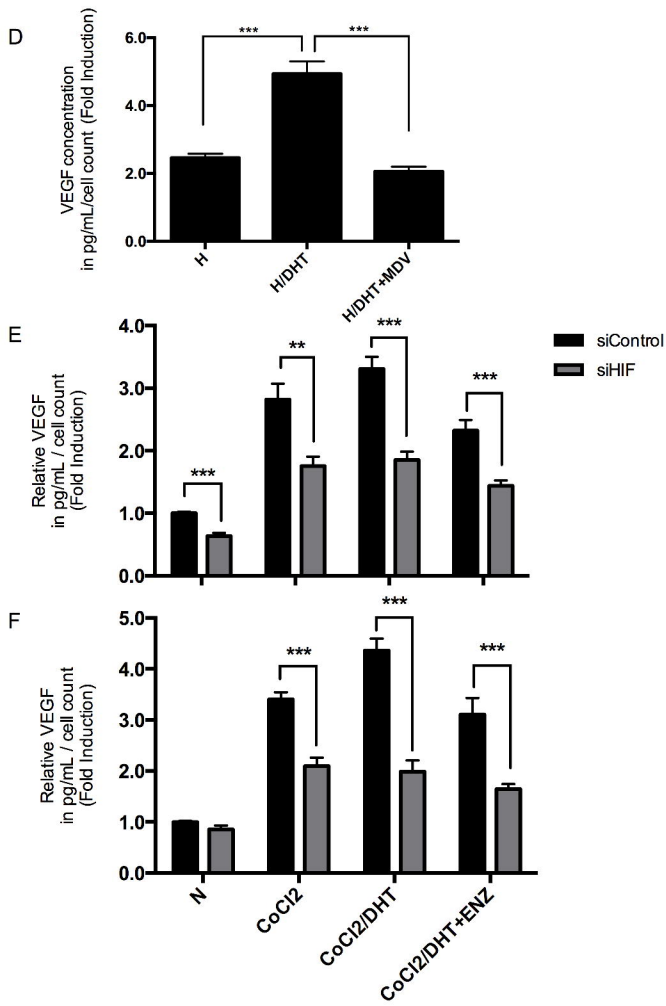 D
VEGF concentration
in pg/mL/cell count (Fold Induction)
6.0
4.0
2.0
0.0
***
***
H
H/DHT
H/DHT+MDV
E
Relative VEGF
in pg/mL / cell count
(Fold Induction)
4.0
3.0
2.0
1.0
0.0
***
**
***
***
siControl
siHIF
F
Relative VEGF
in pg/mL / cell count
(Fold Induction)
5.0
4.0
3.0
2.0
1.0
0.0
***
***
***
N
CoCl2
CoCl2/DHT
CoCl2/DHT+ENZ